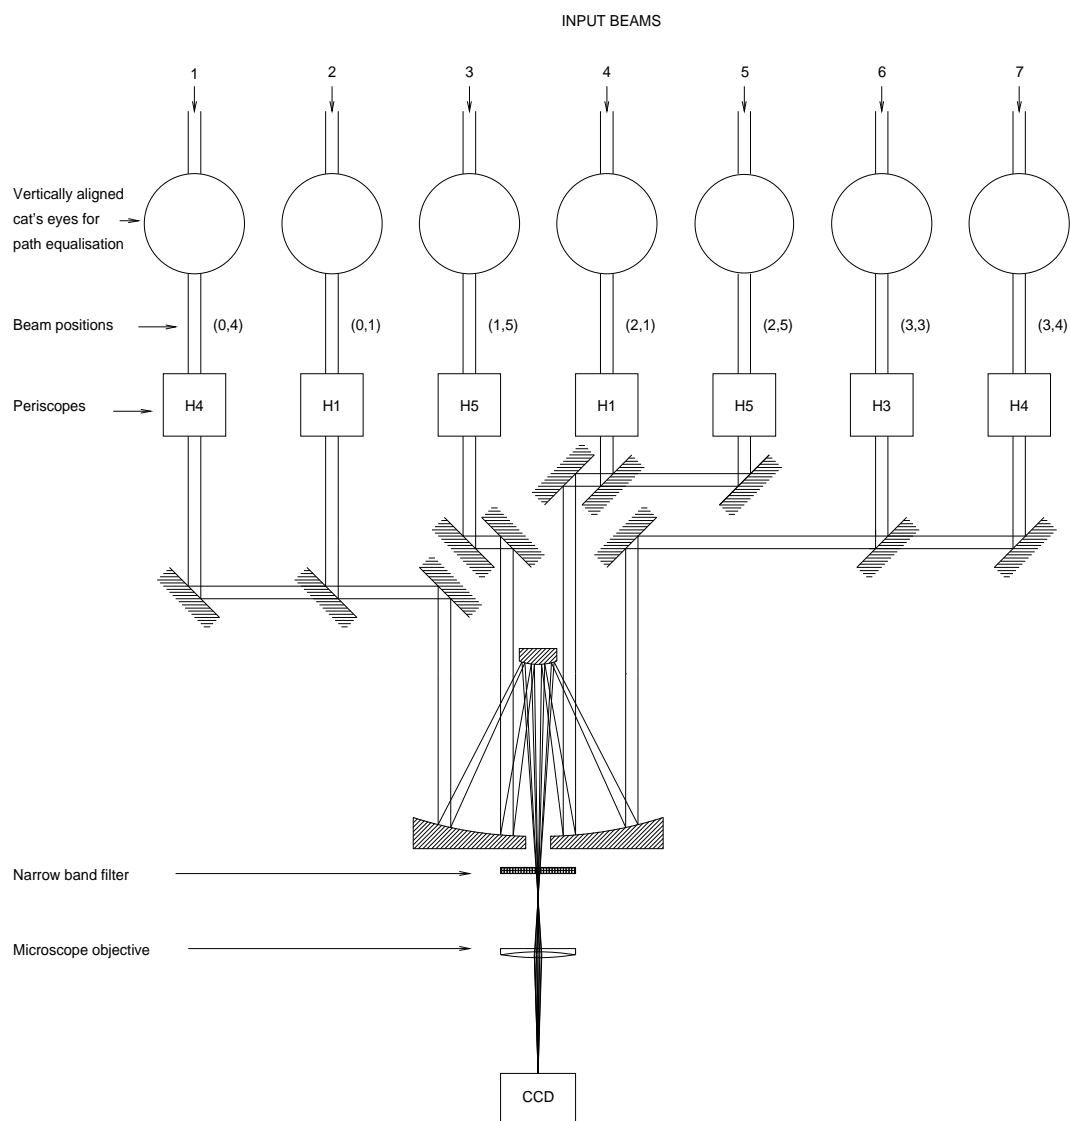 INPUT BEAMS
1 2 3 4 5 6 7
Vertically aligned
cat's eyes for
path equalisation
Beam positions (0,4) (0,1) (1,5) (2,1) (2,5) (3,3) (3,4)
Periscopes H4 H1 H5 H1 H5 H3 H4
Narrow band filter
Microscope objective
CCD